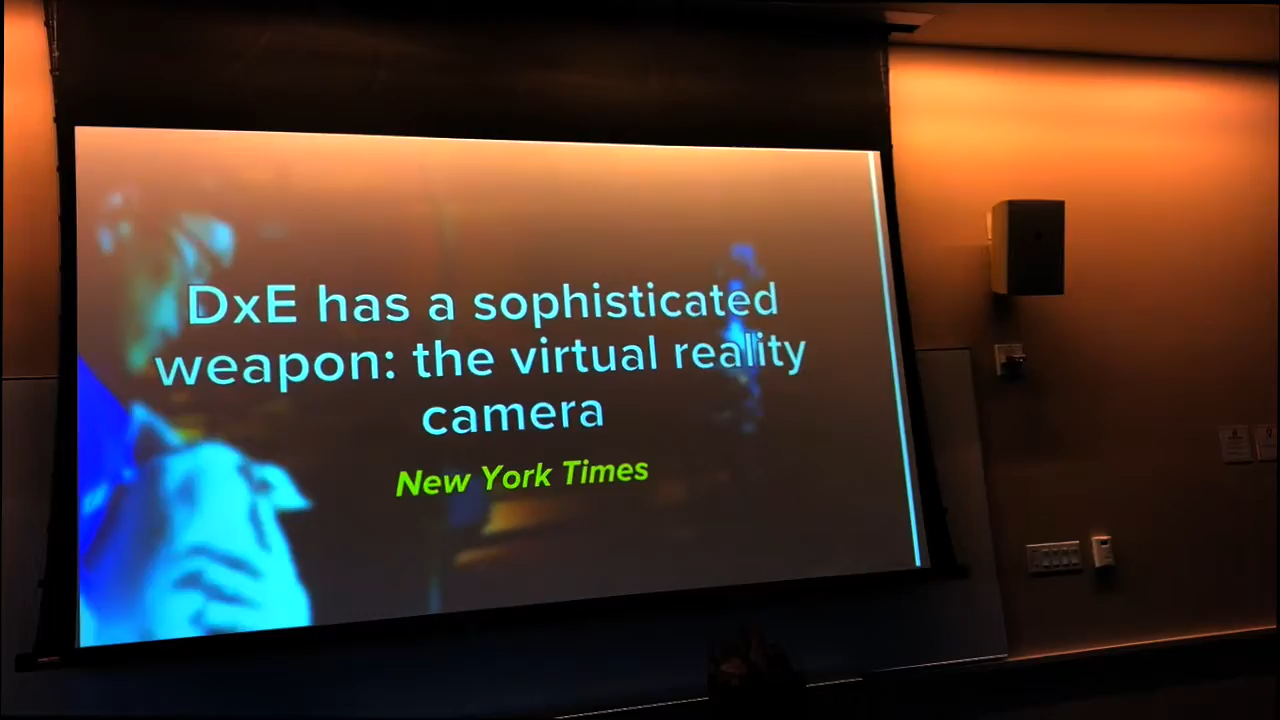 DxE has a sophisticated
weapon: the virtual reality
camera
New York Times